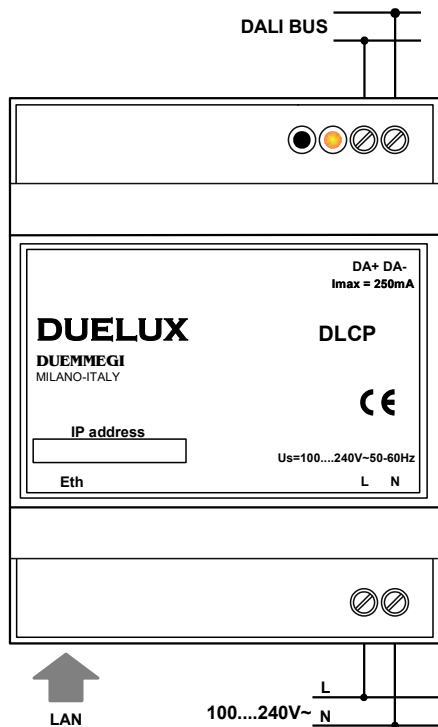 DALI BUS
DA+ DA-
Imax = 250mA
DUELUX
DLCP
DUEMMEGI
MILANO-ITALY
CE
IP address
Us=100....240V~50-60Hz
Eth
L N
L
100....240V~ N
LAN